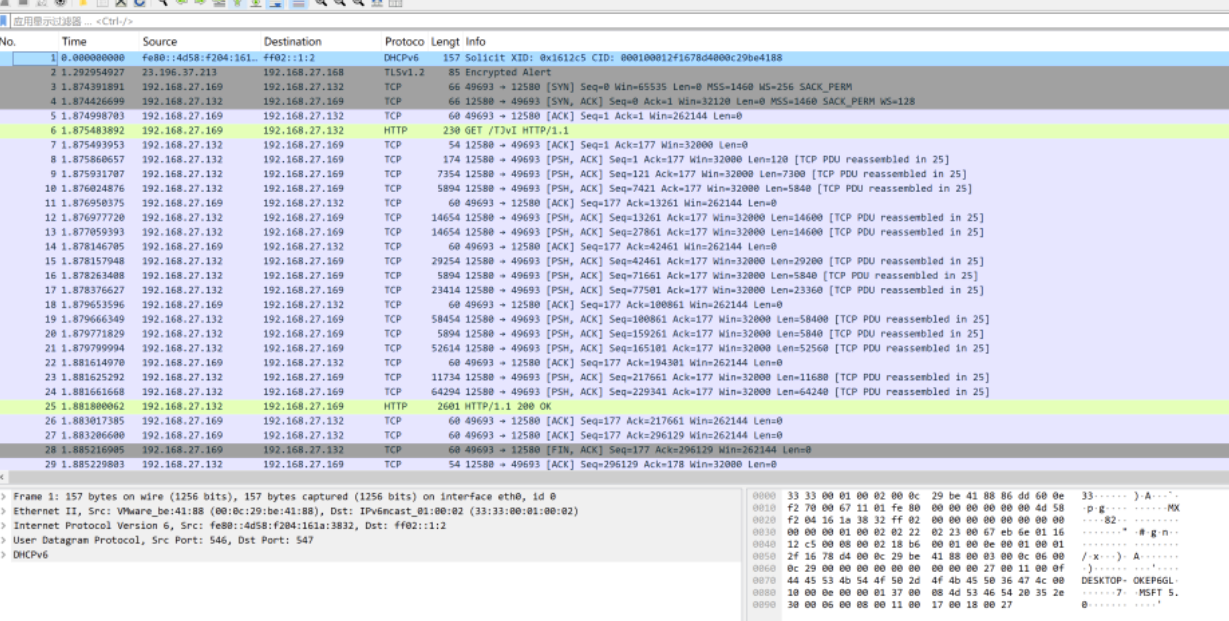 应用显示过滤器 … <Ctrl-/>
No. Time Source Destination Protoco Lengt Info
1 0.000000000 fe80::4d58:f204:161… ff02::1:2 DHCPv6 157 Solicit XID: 0x1612c5 CID: 000100012f1678d4000c29be4188
2 1.292954927 23.196.37.213 192.168.27.168 TLSv1.2 85 Encrypted Alert
3 1.874391891 192.168.27.169 192.168.27.132 TCP 66 49693 → 12580 [SYN] Seq=0 Win=65535 Len=0 MSS=1460 WS=256 SACK_PERM
4 1.874426699 192.168.27.132 192.168.27.169 TCP 66 12580 → 49693 [SYN, ACK] Seq=0 Ack=1 Win=32120 Len=0 MSS=1460 SACK_PERM WS=128
5 1.874998703 192.168.27.169 192.168.27.132 TCP 60 49693 → 12580 [ACK] Seq=1 Ack=1 Win=262144 Len=0
6 1.875483892 192.168.27.169 192.168.27.132 HTTP 230 GET /TJvI HTTP/1.1
7 1.875493953 192.168.27.132 192.168.27.169 TCP 54 12580 → 49693 [ACK] Seq=1 Ack=177 Win=32000 Len=0
8 1.875860657 192.168.27.132 192.168.27.169 TCP 174 12580 → 49693 [PSH, ACK] Seq=1 Ack=177 Win=32000 Len=120 [TCP PDU reassembled in 25]
9 1.875931707 192.168.27.132 192.168.27.169 TCP 7354 12580 → 49693 [PSH, ACK] Seq=121 Ack=177 Win=32000 Len=7300 [TCP PDU reassembled in 25]
10 1.876024876 192.168.27.132 192.168.27.169 TCP 5894 12580 → 49693 [PSH, ACK] Seq=7421 Ack=177 Win=32000 Len=5840 [TCP PDU reassembled in 25]
11 1.876950375 192.168.27.169 192.168.27.132 TCP 60 49693 → 12580 [ACK] Seq=177 Ack=13261 Win=262144 Len=0
12 1.876977720 192.168.27.132 192.168.27.169 TCP 14654 12580 → 49693 [PSH, ACK] Seq=13261 Ack=177 Win=32000 Len=14600 [TCP PDU reassembled in 25]
13 1.877059393 192.168.27.132 192.168.27.169 TCP 14654 12580 → 49693 [PSH, ACK] Seq=27861 Ack=177 Win=32000 Len=14600 [TCP PDU reassembled in 25]
14 1.878146705 192.168.27.169 192.168.27.132 TCP 60 49693 → 12580 [ACK] Seq=177 Ack=42461 Win=262144 Len=0
15 1.878157948 192.168.27.132 192.168.27.169 TCP 29254 12580 → 49693 [PSH, ACK] Seq=42461 Ack=177 Win=32000 Len=29200 [TCP PDU reassembled in 25]
16 1.878263408 192.168.27.132 192.168.27.169 TCP 5894 12580 → 49693 [PSH, ACK] Seq=71661 Ack=177 Win=32000 Len=5840 [TCP PDU reassembled in 25]
17 1.878376627 192.168.27.132 192.168.27.169 TCP 23414 12580 → 49693 [PSH, ACK] Seq=77501 Ack=177 Win=32000 Len=23360 [TCP PDU reassembled in 25]
18 1.879653596 192.168.27.169 192.168.27.132 TCP 60 49693 → 12580 [ACK] Seq=177 Ack=100861 Win=262144 Len=0
19 1.879666349 192.168.27.132 192.168.27.169 TCP 58454 12580 → 49693 [PSH, ACK] Seq=100861 Ack=177 Win=32000 Len=58400 [TCP PDU reassembled in 25]
20 1.879771829 192.168.27.132 192.168.27.169 TCP 5894 12580 → 49693 [PSH, ACK] Seq=159261 Ack=177 Win=32000 Len=5840 [TCP PDU reassembled in 25]
21 1.879799994 192.168.27.132 192.168.27.169 TCP 52614 12580 → 49693 [PSH, ACK] Seq=165101 Ack=177 Win=32000 Len=52560 [TCP PDU reassembled in 25]
22 1.881614970 192.168.27.169 192.168.27.132 TCP 60 49693 → 12580 [ACK] Seq=177 Ack=194301 Win=262144 Len=0
23 1.881625292 192.168.27.132 192.168.27.169 TCP 11734 12580 → 49693 [PSH, ACK] Seq=217661 Ack=177 Win=32000 Len=11680 [TCP PDU reassembled in 25]
24 1.881661668 192.168.27.132 192.168.27.169 TCP 64294 12580 → 49693 [PSH, ACK] Seq=229341 Ack=177 Win=32000 Len=64240 [TCP PDU reassembled in 25]
25 1.881800062 192.168.27.132 192.168.27.169 HTTP 2601 HTTP/1.1 200 OK
26 1.883017385 192.168.27.169 192.168.27.132 TCP 60 49693 → 12580 [ACK] Seq=177 Ack=217661 Win=262144 Len=0
27 1.883206600 192.168.27.169 192.168.27.132 TCP 60 49693 → 12580 [ACK] Seq=177 Ack=296129 Win=262144 Len=0
28 1.885216905 192.168.27.169 192.168.27.132 TCP 60 49693 → 12580 [FIN, ACK] Seq=177 Ack=296129 Win=262144 Len=0
29 1.885229803 192.168.27.132 192.168.27.169 TCP 54 12580 → 49693 [ACK] Seq=296129 Ack=178 Win=32000 Len=0
Frame 1: 157 bytes on wire (1256 bits), 157 bytes captured (1256 bits) on interface eth0, id 0
Ethernet II, Src: VMware_be:41:88 (00:0c:29:be:41:88), Dst: IPv6mcast_01:00:02 (33:33:00:01:00:02)
Internet Protocol Version 6, Src: fe80::4d58:f204:161a:3832, Dst: ff02::1:2
User Datagram Protocol, Src Port: 546, Dst Port: 547
DHCPv6
0000 33 33 00 01 00 02 00 0c 29 be 41 88 86 dd 60 0e 33······ )·A···`·
0010 f2 70 00 67 11 01 fe 80 00 00 00 00 00 00 4d 58 ·p·g···· ······MX
0020 f2 04 16 1a 38 32 ff 02 00 00 00 00 00 00 00 00 ····82·· ········
0030 00 00 00 01 00 02 02 22 02 23 00 67 eb 6e 01 16 ·······" ·#·g·n··
0040 12 c5 00 08 00 02 18 b6 00 01 00 0e 00 01 00 01 ········ ········
0050 2f 16 78 d4 00 0c 29 be 41 88 00 03 00 0c 06 00 /·x···)· A·······
0060 0c 29 00 00 00 00 00 00 00 00 27 00 11 00 0f ·)······ ··'····
0070 44 45 53 4b 54 4f 50 2d 4f 4b 45 50 36 47 4c 00 DESKTOP- OKEP6GL·
0080 10 00 0e 00 00 01 37 00 08 4d 53 46 54 20 35 2e ······7· ·MSFT 5.
0090 30 00 06 00 08 00 11 00 17 00 18 00 27 0······· ····'